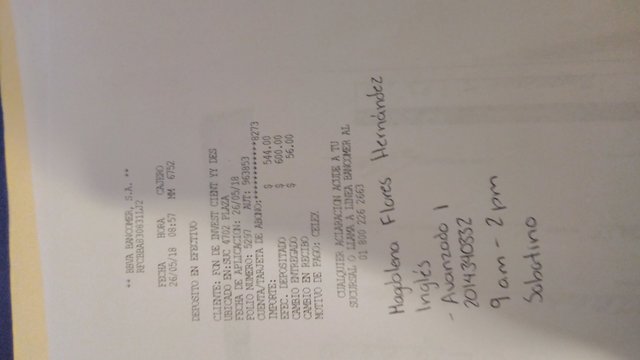 ** BBVA BANCOMER, S.A. **
RFCBBA830831LJ2
FECHA HORA CAJERO
26/05/18 08:57 MM 6752
DEPOSITO EN EFECTIVO
CLIENTE: FON DE INVEST CIENT YY DES
UBICADO EN:SUC 4702 PLAZA
FECHA DE APLICACION: 26/05/18
FOLIO NUMERO: 5297 AUT: 963853
CUENTA/TARJETA DE ABONO:************8273
IMPORTE: $ 544.00
EFEC. DEPOSITADO $ 600.00
CAMBIO ENTREGADO $ 56.00
CAMBIO EN RECIBO
MOTIVO DE PAGO: CELEX
CUALQUIER ACLARACION ACUDE A TU
SUCURSAL O LLAMA A LINEA BANCOMER AL
01 800 226 2663
Magdalena Flores Hernández
Inglés
- Avanzado 1
2014340332
9 am - 2 pm
Sabatino